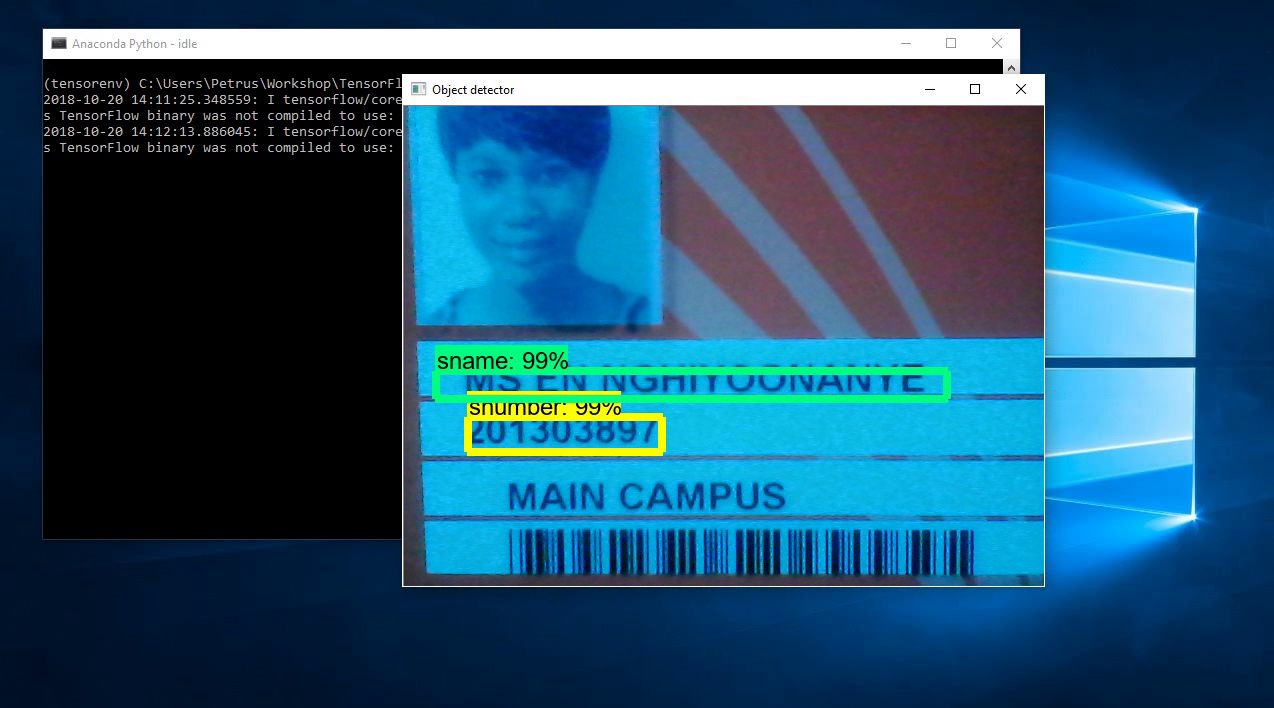 Anaconda Python - idle
(tensorenv) C:\Users\Petrus\Workshop\TensorFl
2018-10-20 14:11:25.348559: I tensorflow/core
s TensorFlow binary was not compiled to use:
2018-10-20 14:12:13.886045: I tensorflow/core
s TensorFlow binary was not compiled to use:
Object detector
sname: 99%
MS EN NGHIYOONANYE
snumber: 99%
201303897
MAIN CAMPUS